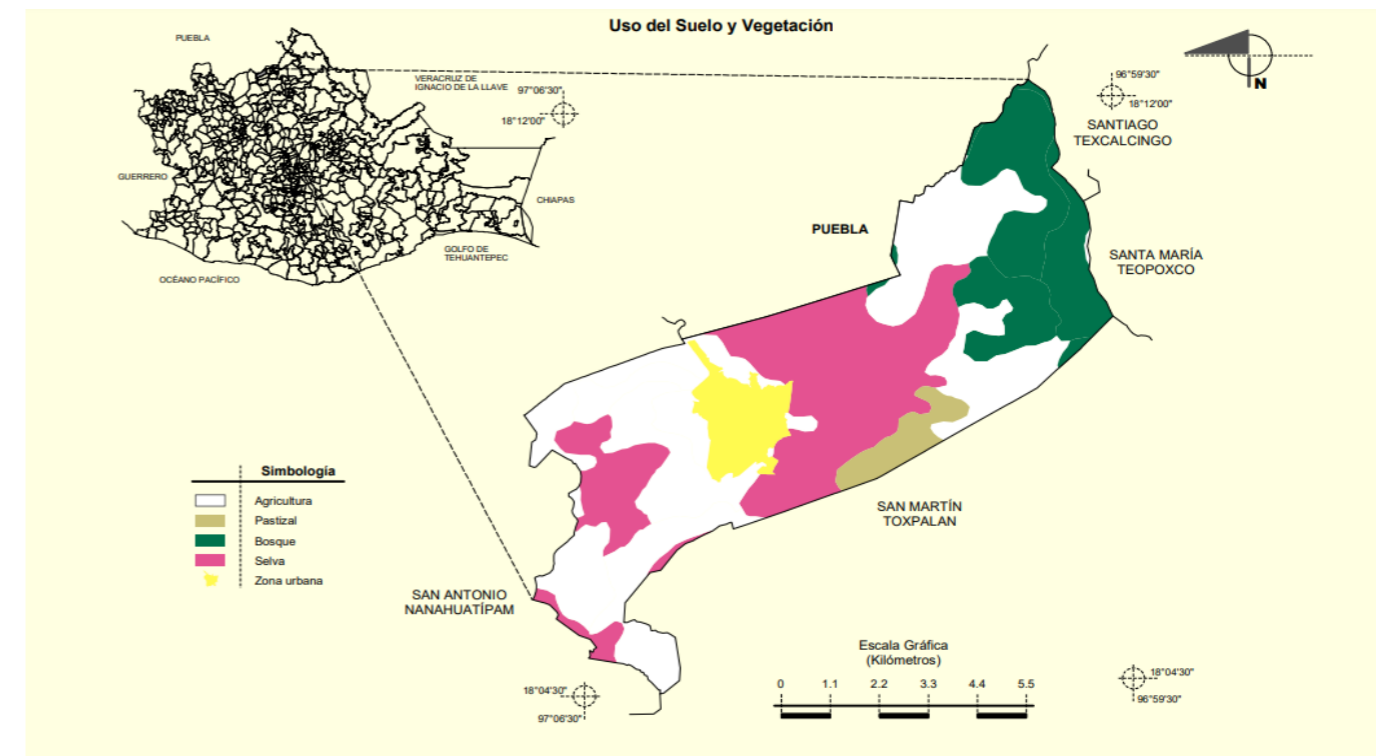 Uso del Suelo y Vegetación
PUEBLA
VERACRUZ DE
IGNACIO DE LA LLAVE
GUERRERO
CHIAPAS
GOLFO DE
TEHUANTEPEC
OCÉANO PACÍFICO
97°06'30"
18°12'00"
96°59'30"
18°12'00"
N
SANTIAGO
TEXCALCINGO
PUEBLA
SANTA MARÍA
TEOPOXCO
SAN MARTÍN
TOXPALAN
SAN ANTONIO
NANAHUATÍPAM
Simbología
Agricultura
Pastizal
Bosque
Selva
Zona urbana
Escala Gráfica
(Kilómetros)
0 1.1 2.2 3.3 4.4 5.5
18°04'30"
97°06'30"
18°04'30"
96°59'30"